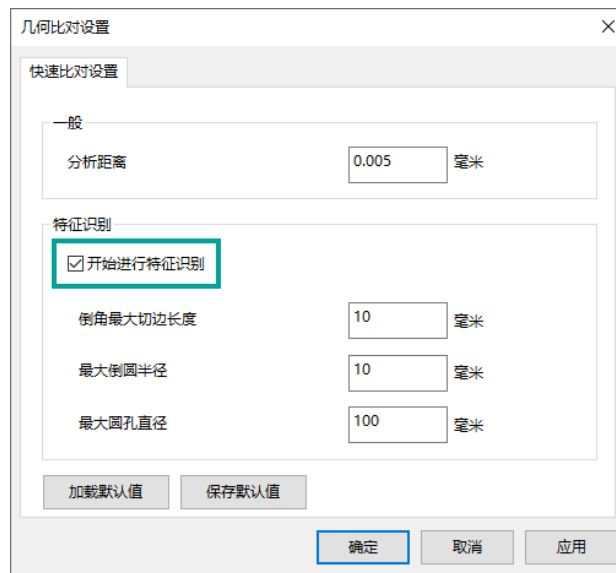 几何比对设置
快速比对设置
一般
分析距离 0.005 毫米
特征识别
开始进行特征识别
倒角最大切边长度 10 毫米
最大倒圆半径 10 毫米
最大圆孔直径 100 毫米
加载默认值 保存默认值
确定 取消 应用